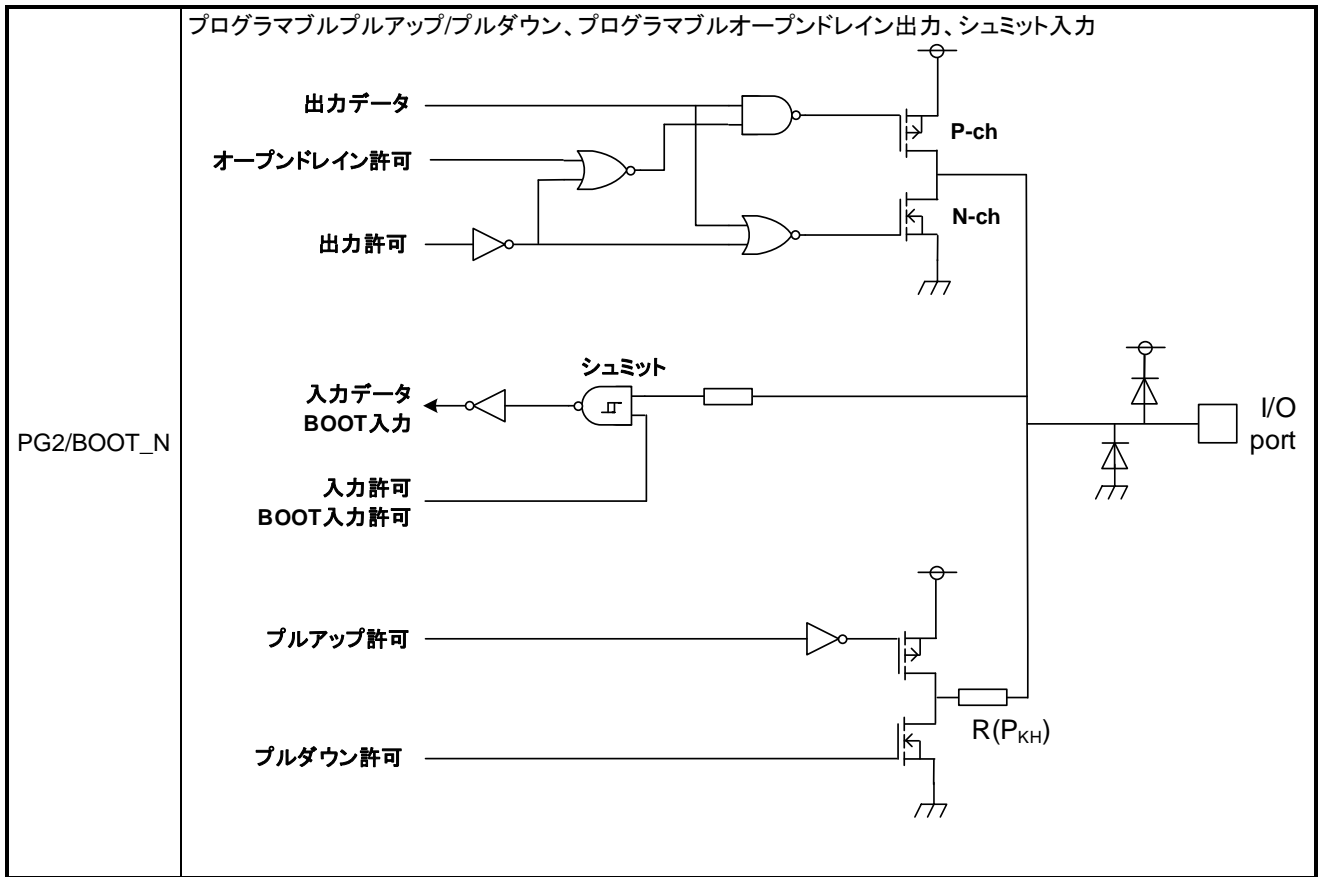 プログラマブルプルアップ/プルダウン、プログラマブルオープンドレイン出力、シュミット入力
出力データ
P-ch
オープンドレイン許可
N-ch
出力許可
シュミット
入力データ
BOOT入力
I/O
port
PG2/BOOT_N
入力許可
BOOT入力許可
プルアップ許可
R(PKH)
プルダウン許可